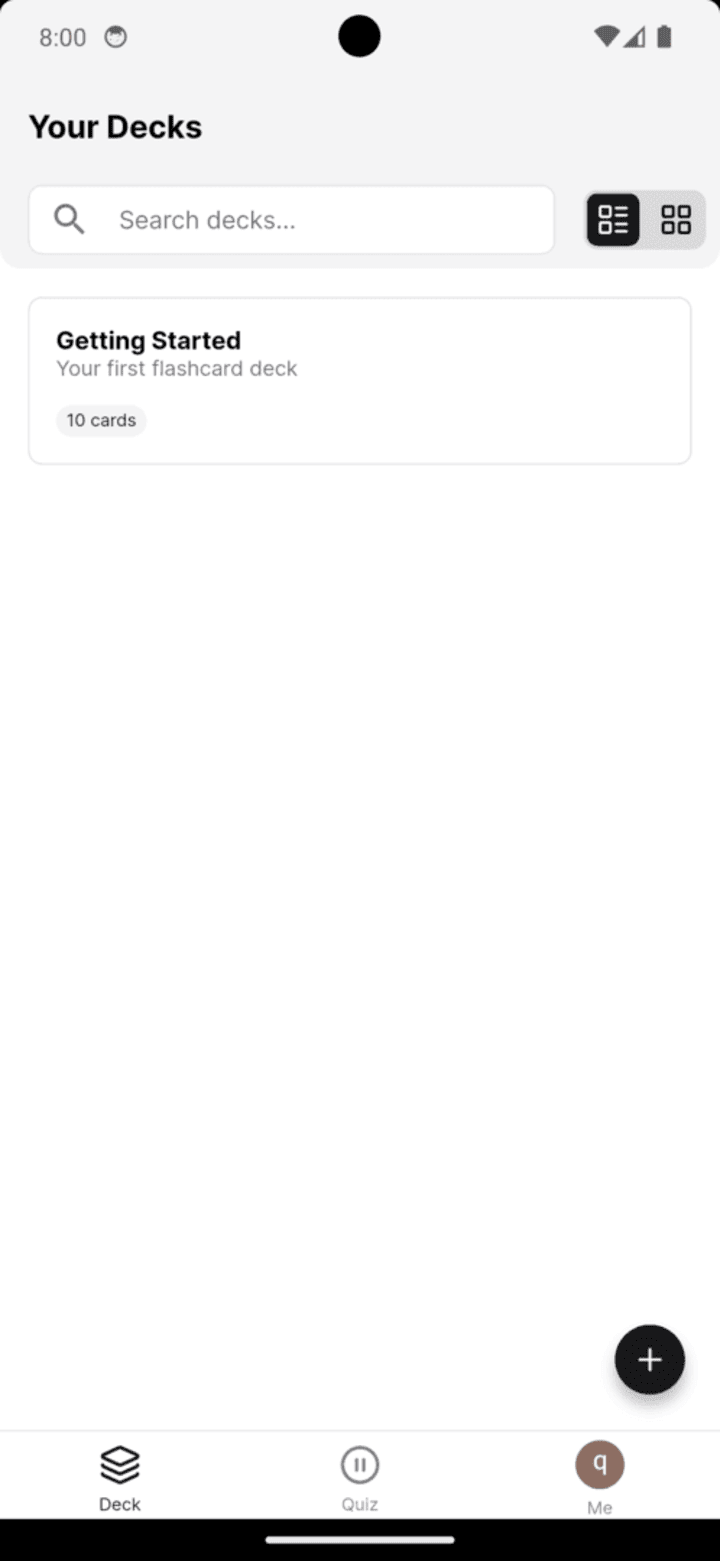 8:00
Your Decks
Search decks...
Getting Started
Your first flashcard deck
10 cards
Deck
Quiz
q
Me